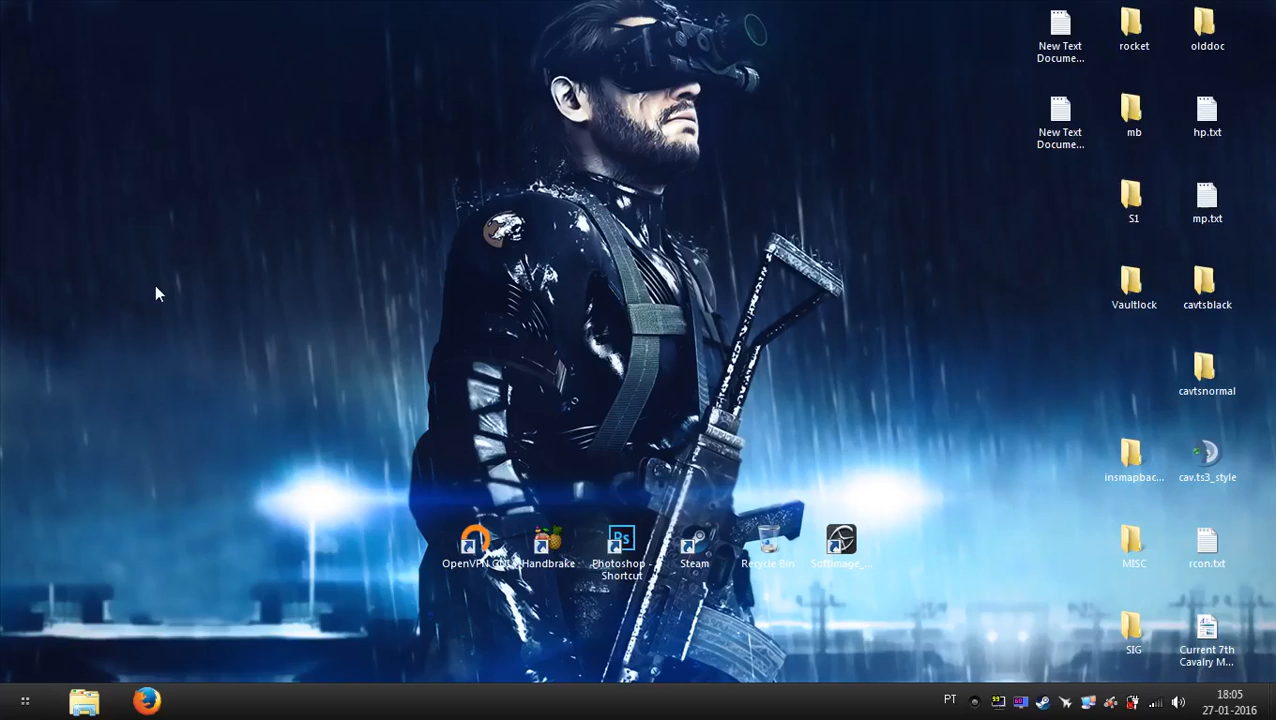 New Text
Docume...
rocket
olddoc
New Text
Docume...
mb
hp.txt
S1
mp.txt
Vaultlock
cavtsblack
cavtsnormal
insmapbac...
cav.ts3_style
OpenVPN GUI
Handbrake
Photoshop -
Shortcut
Ps
Steam
Recycle Bin
Softimage_...
MISC
rcon.txt
SIG
Current 7th
Cavalry M...
PT
18:05
27-01-2016